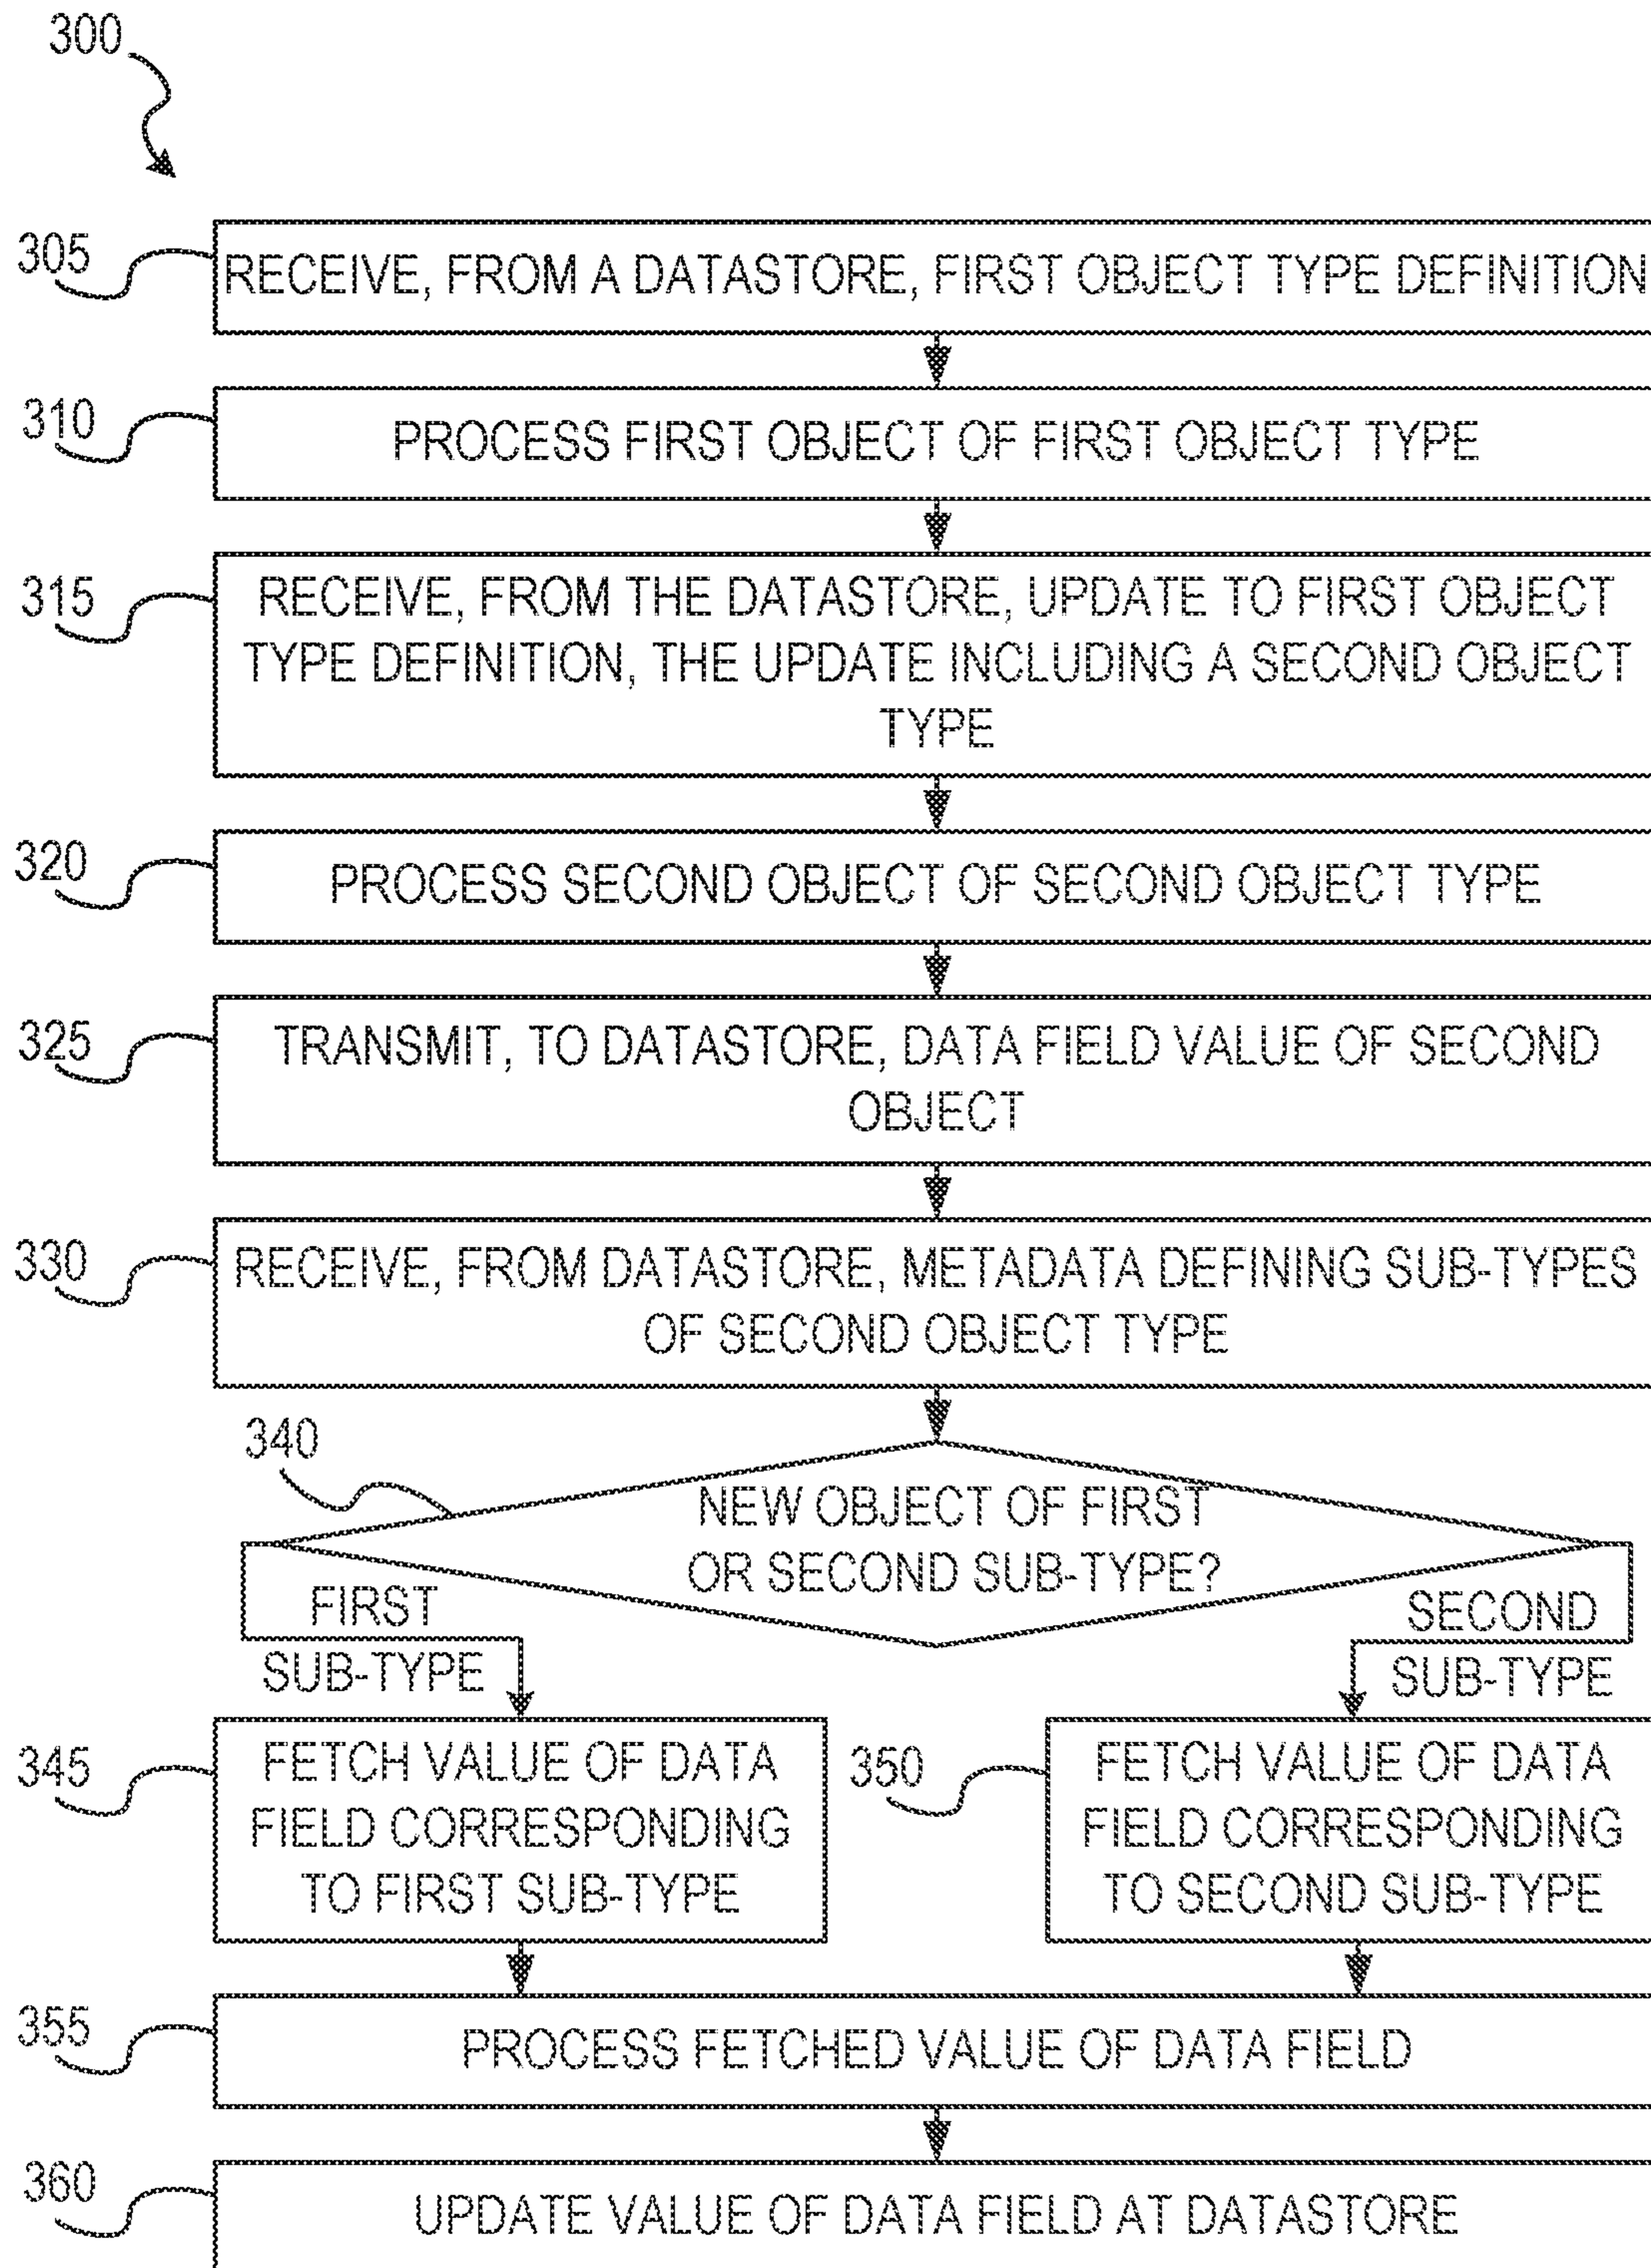 300
305
RECEIVE, FROM A DATASTORE, FIRST OBJECT TYPE DEFINITION
310
PROCESS FIRST OBJECT OF FIRST OBJECT TYPE
315
RECEIVE, FROM THE DATASTORE, UPDATE TO FIRST OBJECT
TYPE DEFINITION, THE UPDATE INCLUDING A SECOND OBJECT
TYPE
320
PROCESS SECOND OBJECT OF SECOND OBJECT TYPE
325
TRANSMIT, TO DATASTORE, DATA FIELD VALUE OF SECOND
OBJECT
330
RECEIVE, FROM DATASTORE, METADATA DEFINING SUB-TYPES
OF SECOND OBJECT TYPE
340
NEW OBJECT OF FIRST
OR SECOND SUB-TYPE?
FIRST
SUB-TYPE
SECOND
SUB-TYPE
345
FETCH VALUE OF DATA
FIELD CORRESPONDING
TO FIRST SUB-TYPE
350
FETCH VALUE OF DATA
FIELD CORRESPONDING
TO SECOND SUB-TYPE
355
PROCESS FETCHED VALUE OF DATA FIELD
360
UPDATE VALUE OF DATA FIELD AT DATASTORE